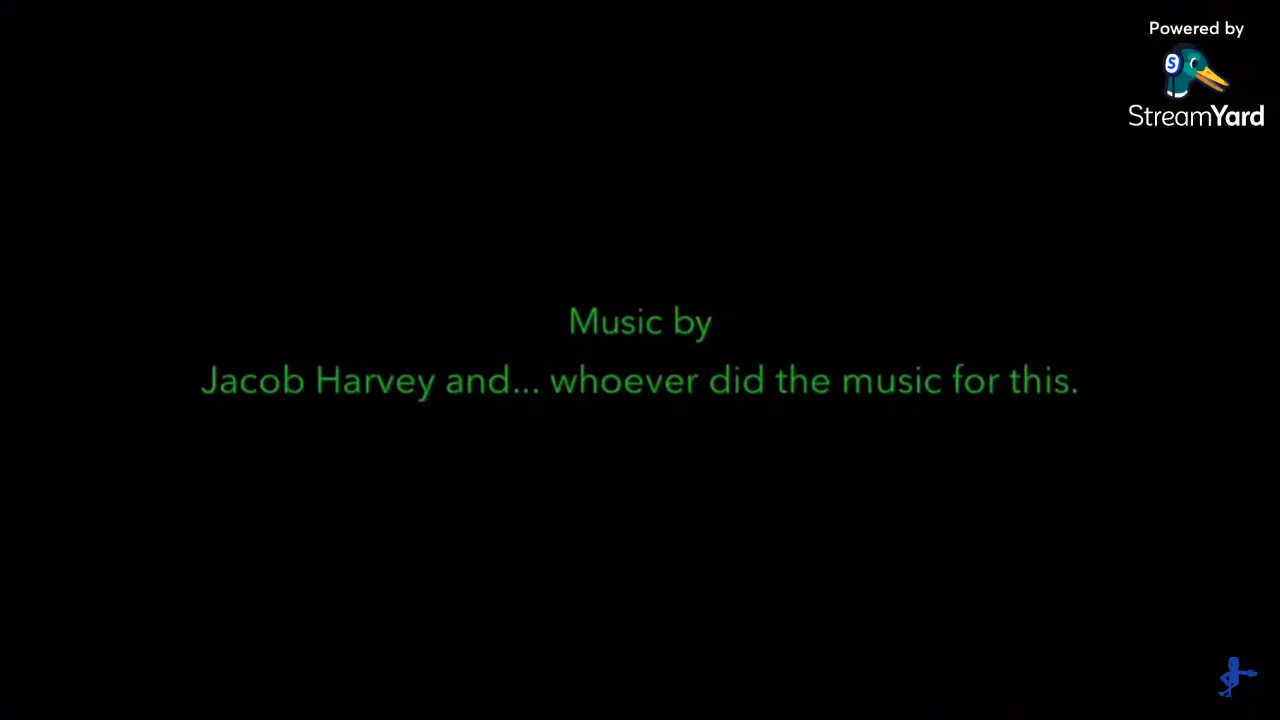 Powered by
S
StreamYard
Music by
Jacob Harvey and... whoever did the music for this.